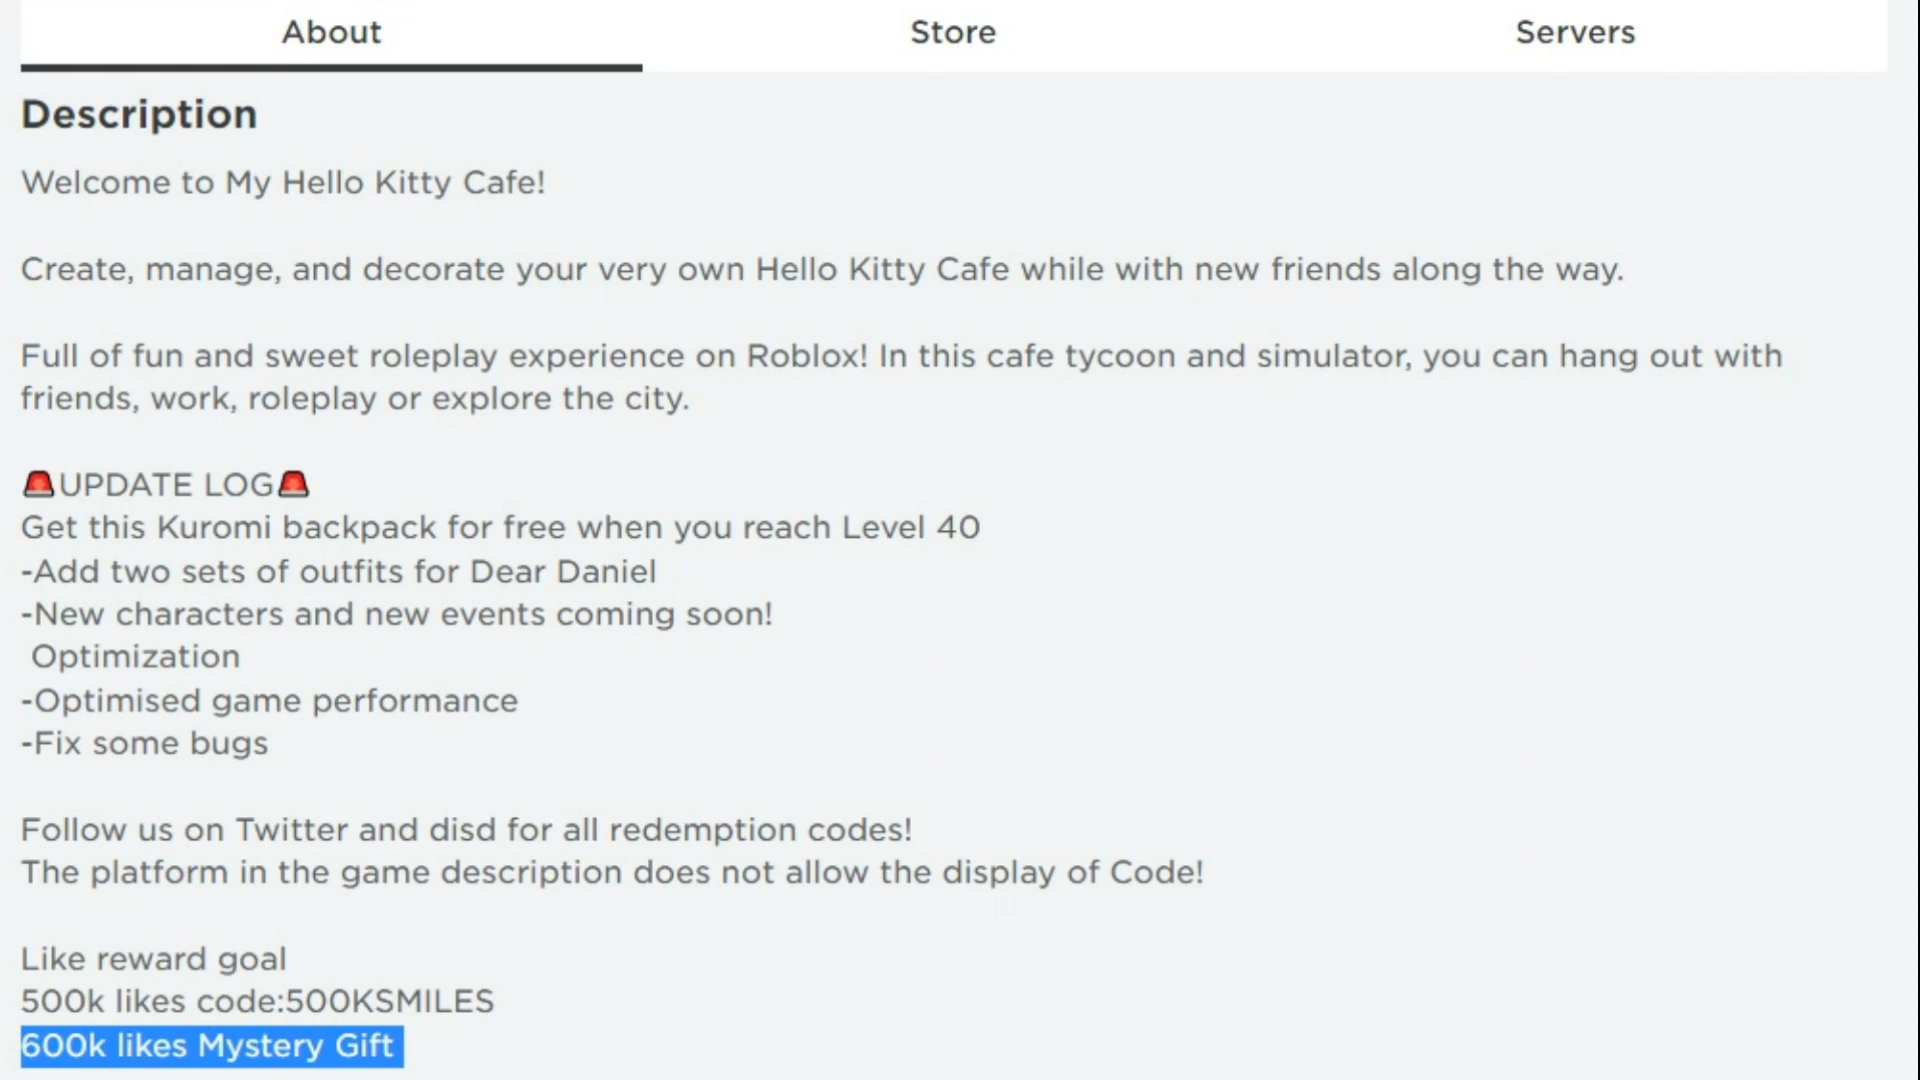 About
Store
Servers
Description
Welcome to My Hello Kitty Cafe!
Create, manage, and decorate your very own Hello Kitty Cafe while with new friends along the way.
Full of fun and sweet roleplay experience on Roblox! In this cafe tycoon and simulator, you can hang out with
friends, work, roleplay or explore the city.
🚨UPDATE LOG🚨
Get this Kuromi backpack for free when you reach Level 40
-Add two sets of outfits for Dear Daniel
-New characters and new events coming soon!
Optimization
-Optimised game performance
-Fix some bugs
Follow us on Twitter and disd for all redemption codes!
The platform in the game description does not allow the display of Code!
Like reward goal
500k likes code:500KSMILES
600k likes Mystery Gift